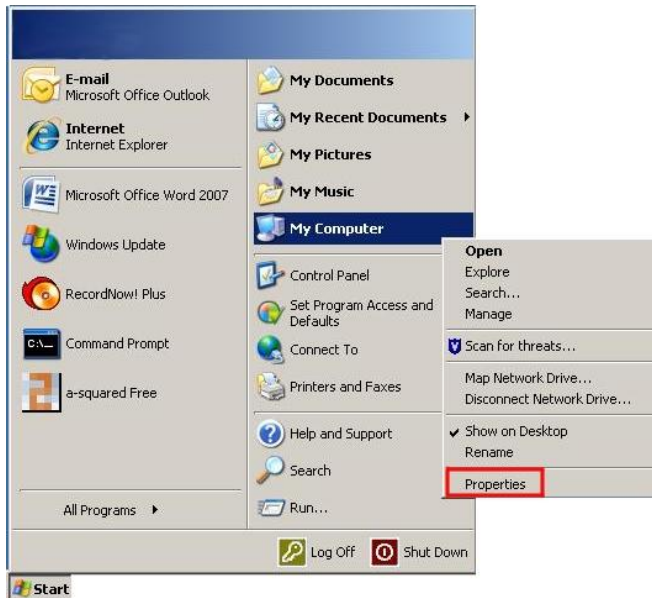 E-mail
Microsoft Office Outlook
Internet
Internet Explorer
Microsoft Office Word 2007
Windows Update
RecordNow! Plus
C:\_
Command Prompt
a-squared Free
All Programs
My Documents
My Recent Documents
My Pictures
My Music
My Computer
Control Panel
Set Program Access and
Defaults
Connect To
Printers and Faxes
Help and Support
Search
Run...
Open
Explore
Search...
Manage
Scan for threats...
Map Network Drive...
Disconnect Network Drive...
Show on Desktop
Rename
Properties
Log Off
Shut Down
Start